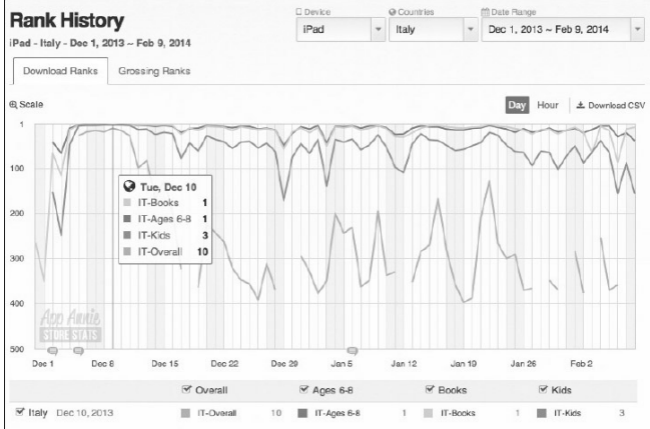 Rank History
iPad - Italy - Dec 1, 2013 ~ Feb 9, 2014
Device
iPad
Countries
Italy
Date Range
Dec 1, 2013 ~ Feb 9, 2014
Download Ranks
Grossing Ranks
Scale
Day
Hour
Download CSV
1
100
200
300
400
500
Tue, Dec 10
IT-Books 1
IT-Ages 6-8 1
IT-Kids 3
IT-Overall 10
App Annie
STORE STATS
Dec 1 Dec 8 Dec 15 Dec 22 Dec 29 Jan 5 Jan 12 Jan 19 Jan 26 Feb 2
Overall Ages 6-8 Books Kids
Italy Dec 10, 2013 IT-Overall 10 IT-Ages 6-8 1 IT-Books 1 IT-Kids 3